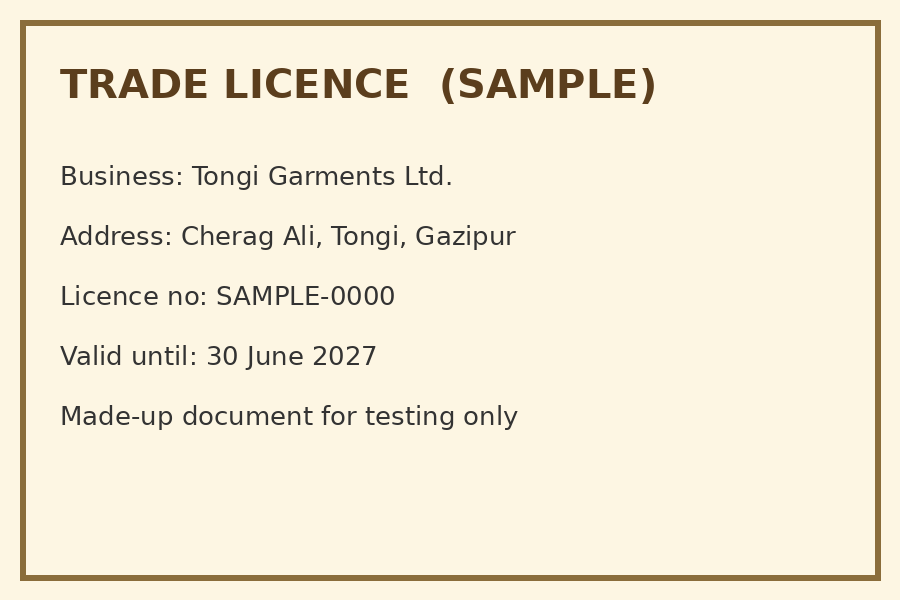 TRADE LICENCE (SAMPLE)
Business: Tongi Garments Ltd.
Address: Cherag Ali, Tongi, Gazipur
Licence no: SAMPLE-0000
Valid until: 30 June 2027
Made-up document for testing only